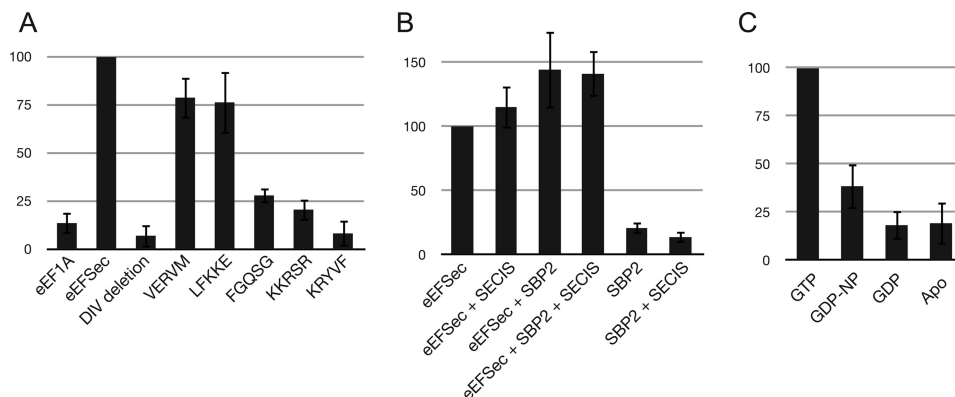 A
100
75
50
25
0
eEF1A
eEFSec
DIV deletion
VERVM
LFKKE
FGQSG
KKRSR
KRYVF
B
150
100
50
0
eEFSec
eEFSec + SECIS
eEFSec + SBP2
eEFSec + SBP2 + SECIS
SBP2
SBP2 + SECIS
C
100
75
50
25
0
GTP
GDP-NP
GDP
Apo